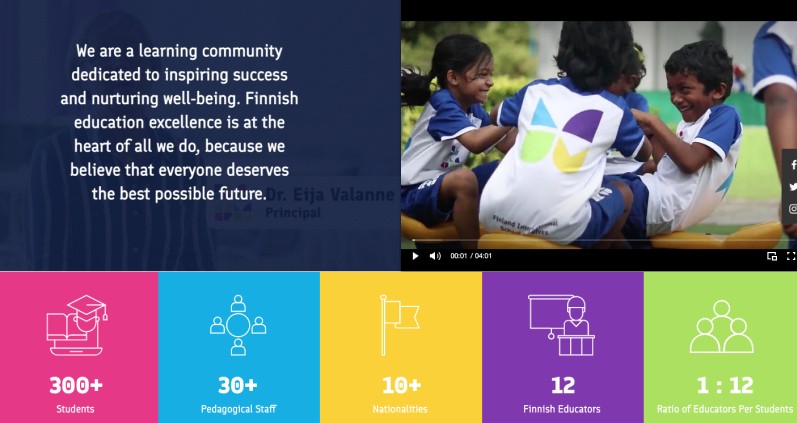 We are a learning community
dedicated to inspiring success
and nurturing well-being. Finnish
education excellence is at the
heart of all we do, because we
believe that everyone deserves
the best possible future.
Dr. Eija Valanne
Principal
Finland International
00:01 / 04:01
300+
Students
30+
Pedagogical Staff
10+
Nationalities
12
Finnish Educators
1 : 12
Ratio of Educators Per Students